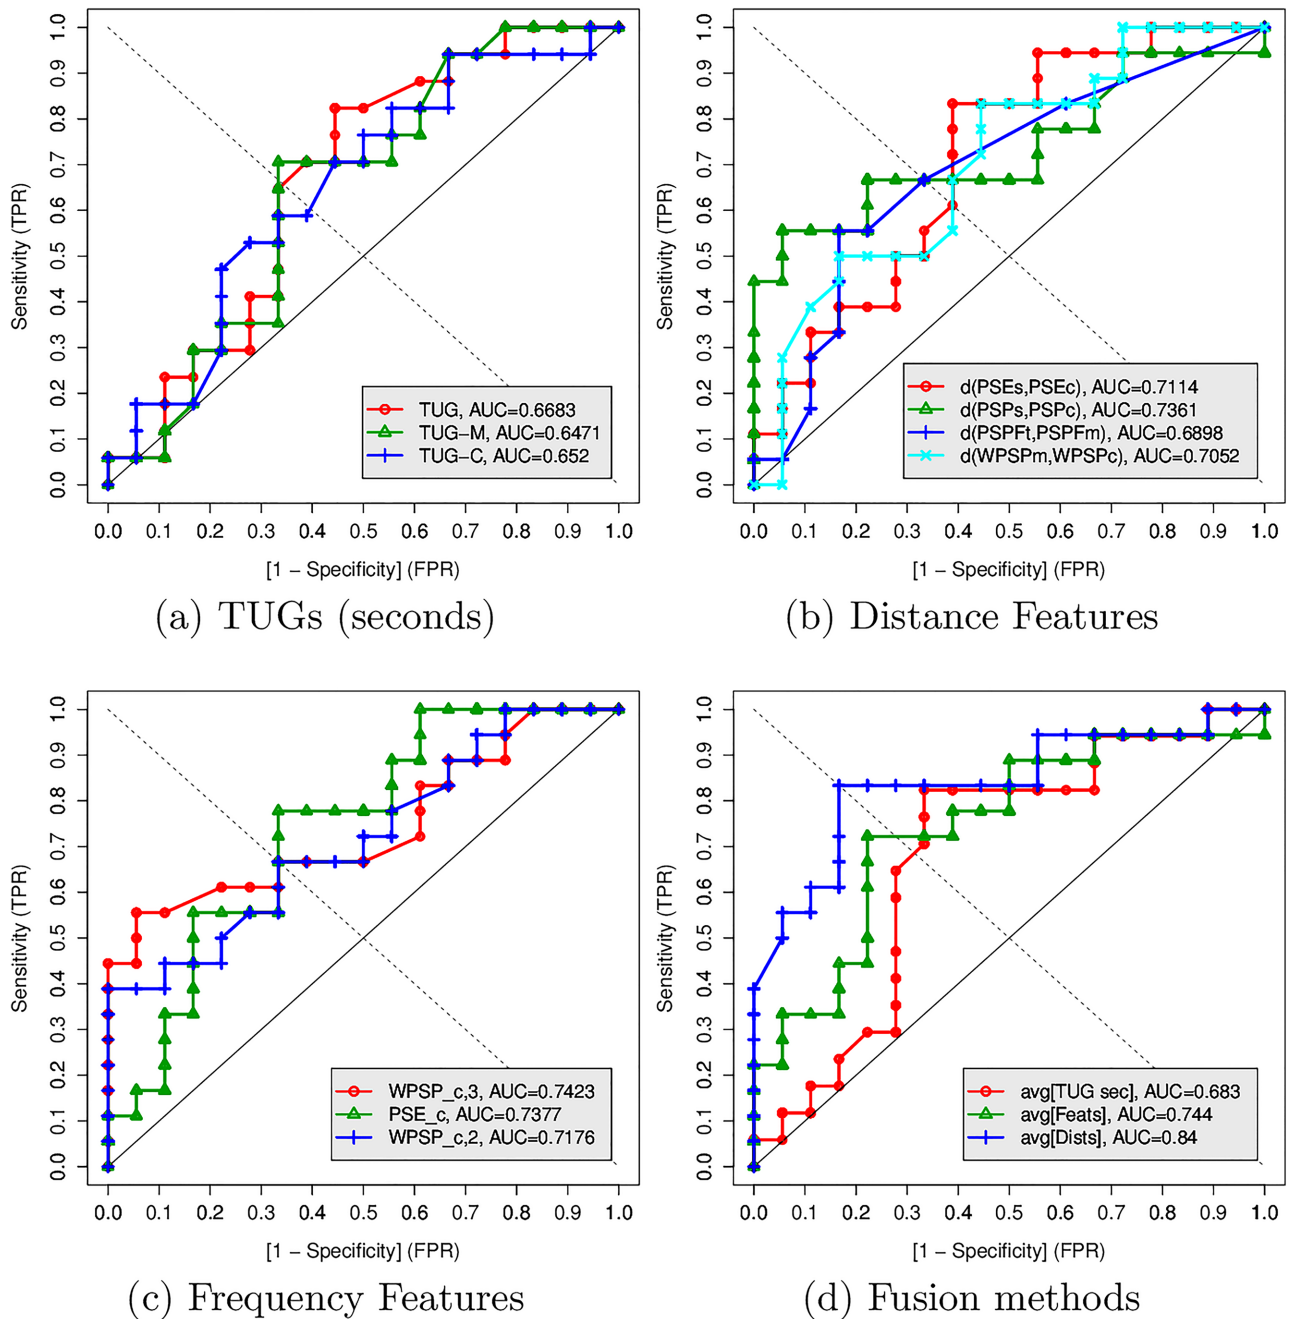 Sensitivity (TPR)
0.0 0.1 0.2 0.3 0.4 0.5 0.6 0.7 0.8 0.9 1.0
TUG, AUC=0.6683
TUG−M, AUC=0.6471
TUG−C, AUC=0.652
0.0 0.1 0.2 0.3 0.4 0.5 0.6 0.7 0.8 0.9 1.0
[1 − Specificity] (FPR)
(a) TUGs (seconds)
Sensitivity (TPR)
0.0 0.1 0.2 0.3 0.4 0.5 0.6 0.7 0.8 0.9 1.0
d(PSEs,PSEc), AUC=0.7114
d(PSPs,PSPc), AUC=0.7361
d(PSPFt,PSPFm), AUC=0.6898
d(WPSPm,WPSPc), AUC=0.7052
0.0 0.1 0.2 0.3 0.4 0.5 0.6 0.7 0.8 0.9 1.0
[1 − Specificity] (FPR)
(b) Distance Features
Sensitivity (TPR)
0.0 0.1 0.2 0.3 0.4 0.5 0.6 0.7 0.8 0.9 1.0
WPSP_c,3, AUC=0.7423
PSE_c, AUC=0.7377
WPSP_c,2, AUC=0.7176
0.0 0.1 0.2 0.3 0.4 0.5 0.6 0.7 0.8 0.9 1.0
[1 − Specificity] (FPR)
(c) Frequency Features
Sensitivity (TPR)
0.0 0.1 0.2 0.3 0.4 0.5 0.6 0.7 0.8 0.9 1.0
avg[TUG sec], AUC=0.683
avg[Feats], AUC=0.744
avg[Dists], AUC=0.84
0.0 0.1 0.2 0.3 0.4 0.5 0.6 0.7 0.8 0.9 1.0
[1 − Specificity] (FPR)
(d) Fusion methods